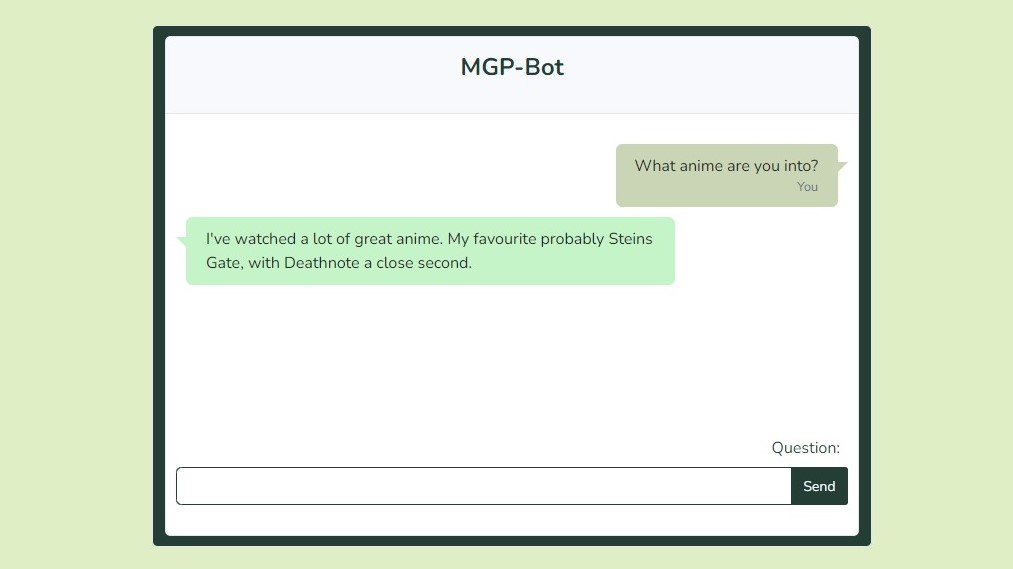 MGP-Bot
What anime are you into?
You
I've watched a lot of great anime. My favourite probably Steins
Gate, with Deathnote a close second.
Question:
Send